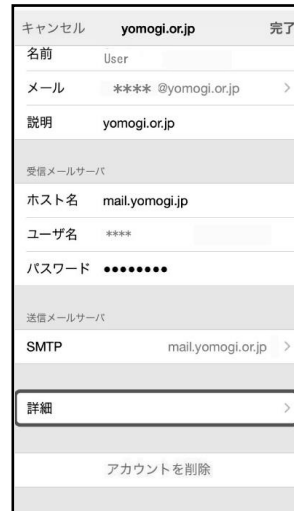 キャンセル yomogi.or.jp 完了
名前 User
メール ****@yomogi.or.jp >
説明 yomogi.or.jp
受信メールサーバ
ホスト名 mail.yomogi.jp
ユーザ名 ****
パスワード ●●●●●●●●
送信メールサーバ
SMTP mail.yomogi.or.jp >
詳細 >
アカウントを削除